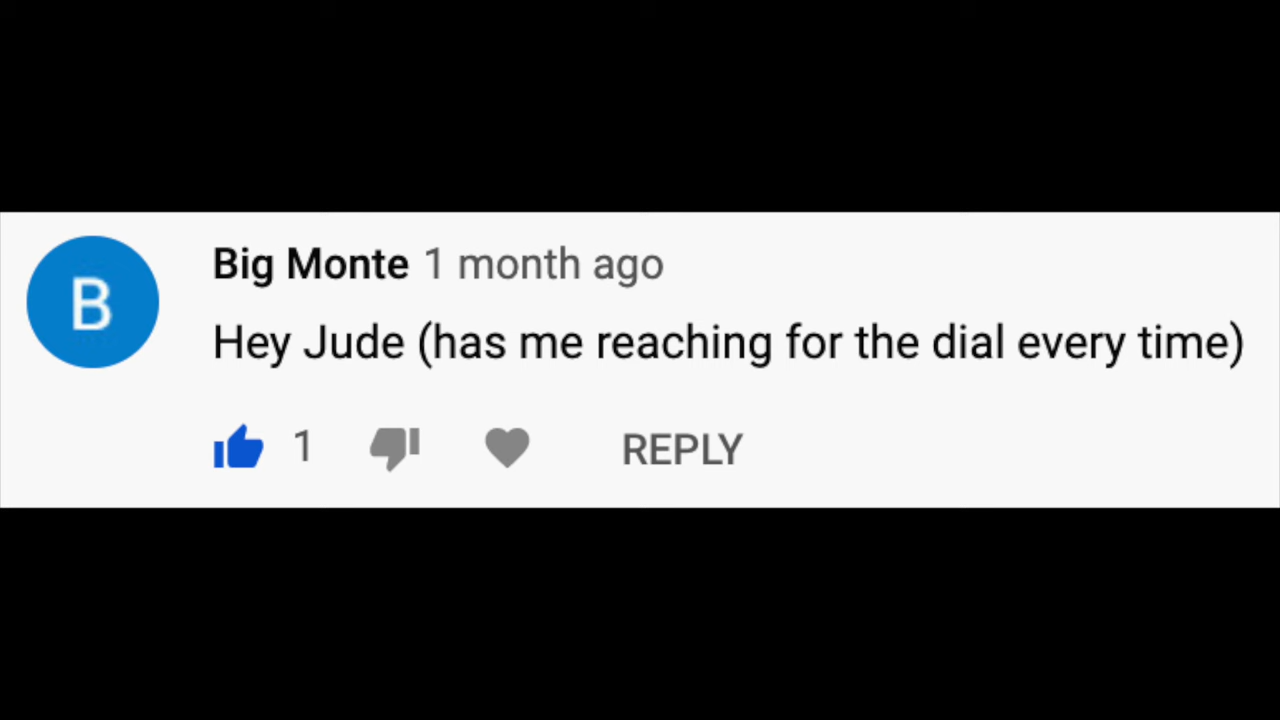 B
Big Monte 1 month ago
Hey Jude (has me reaching for the dial every time)
1 REPLY